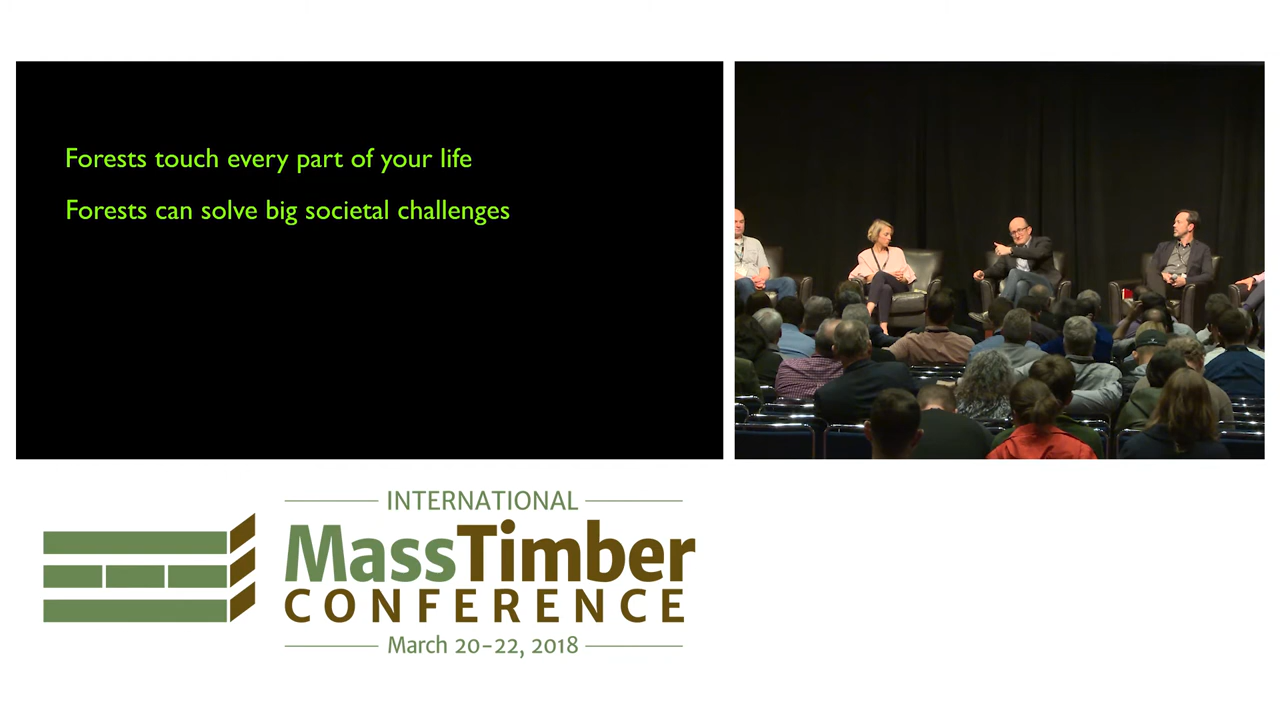 Forests touch every part of your life
Forests can solve big societal challenges
INTERNATIONAL
MassTimber
CONFERENCE
March 20–22, 2018